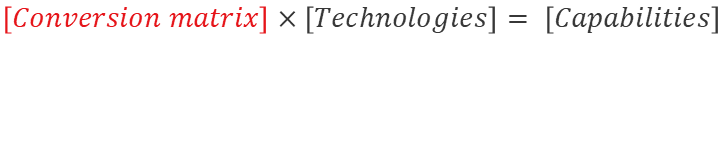 [Conversion matrix] × [Technologies] = [Capabilities]